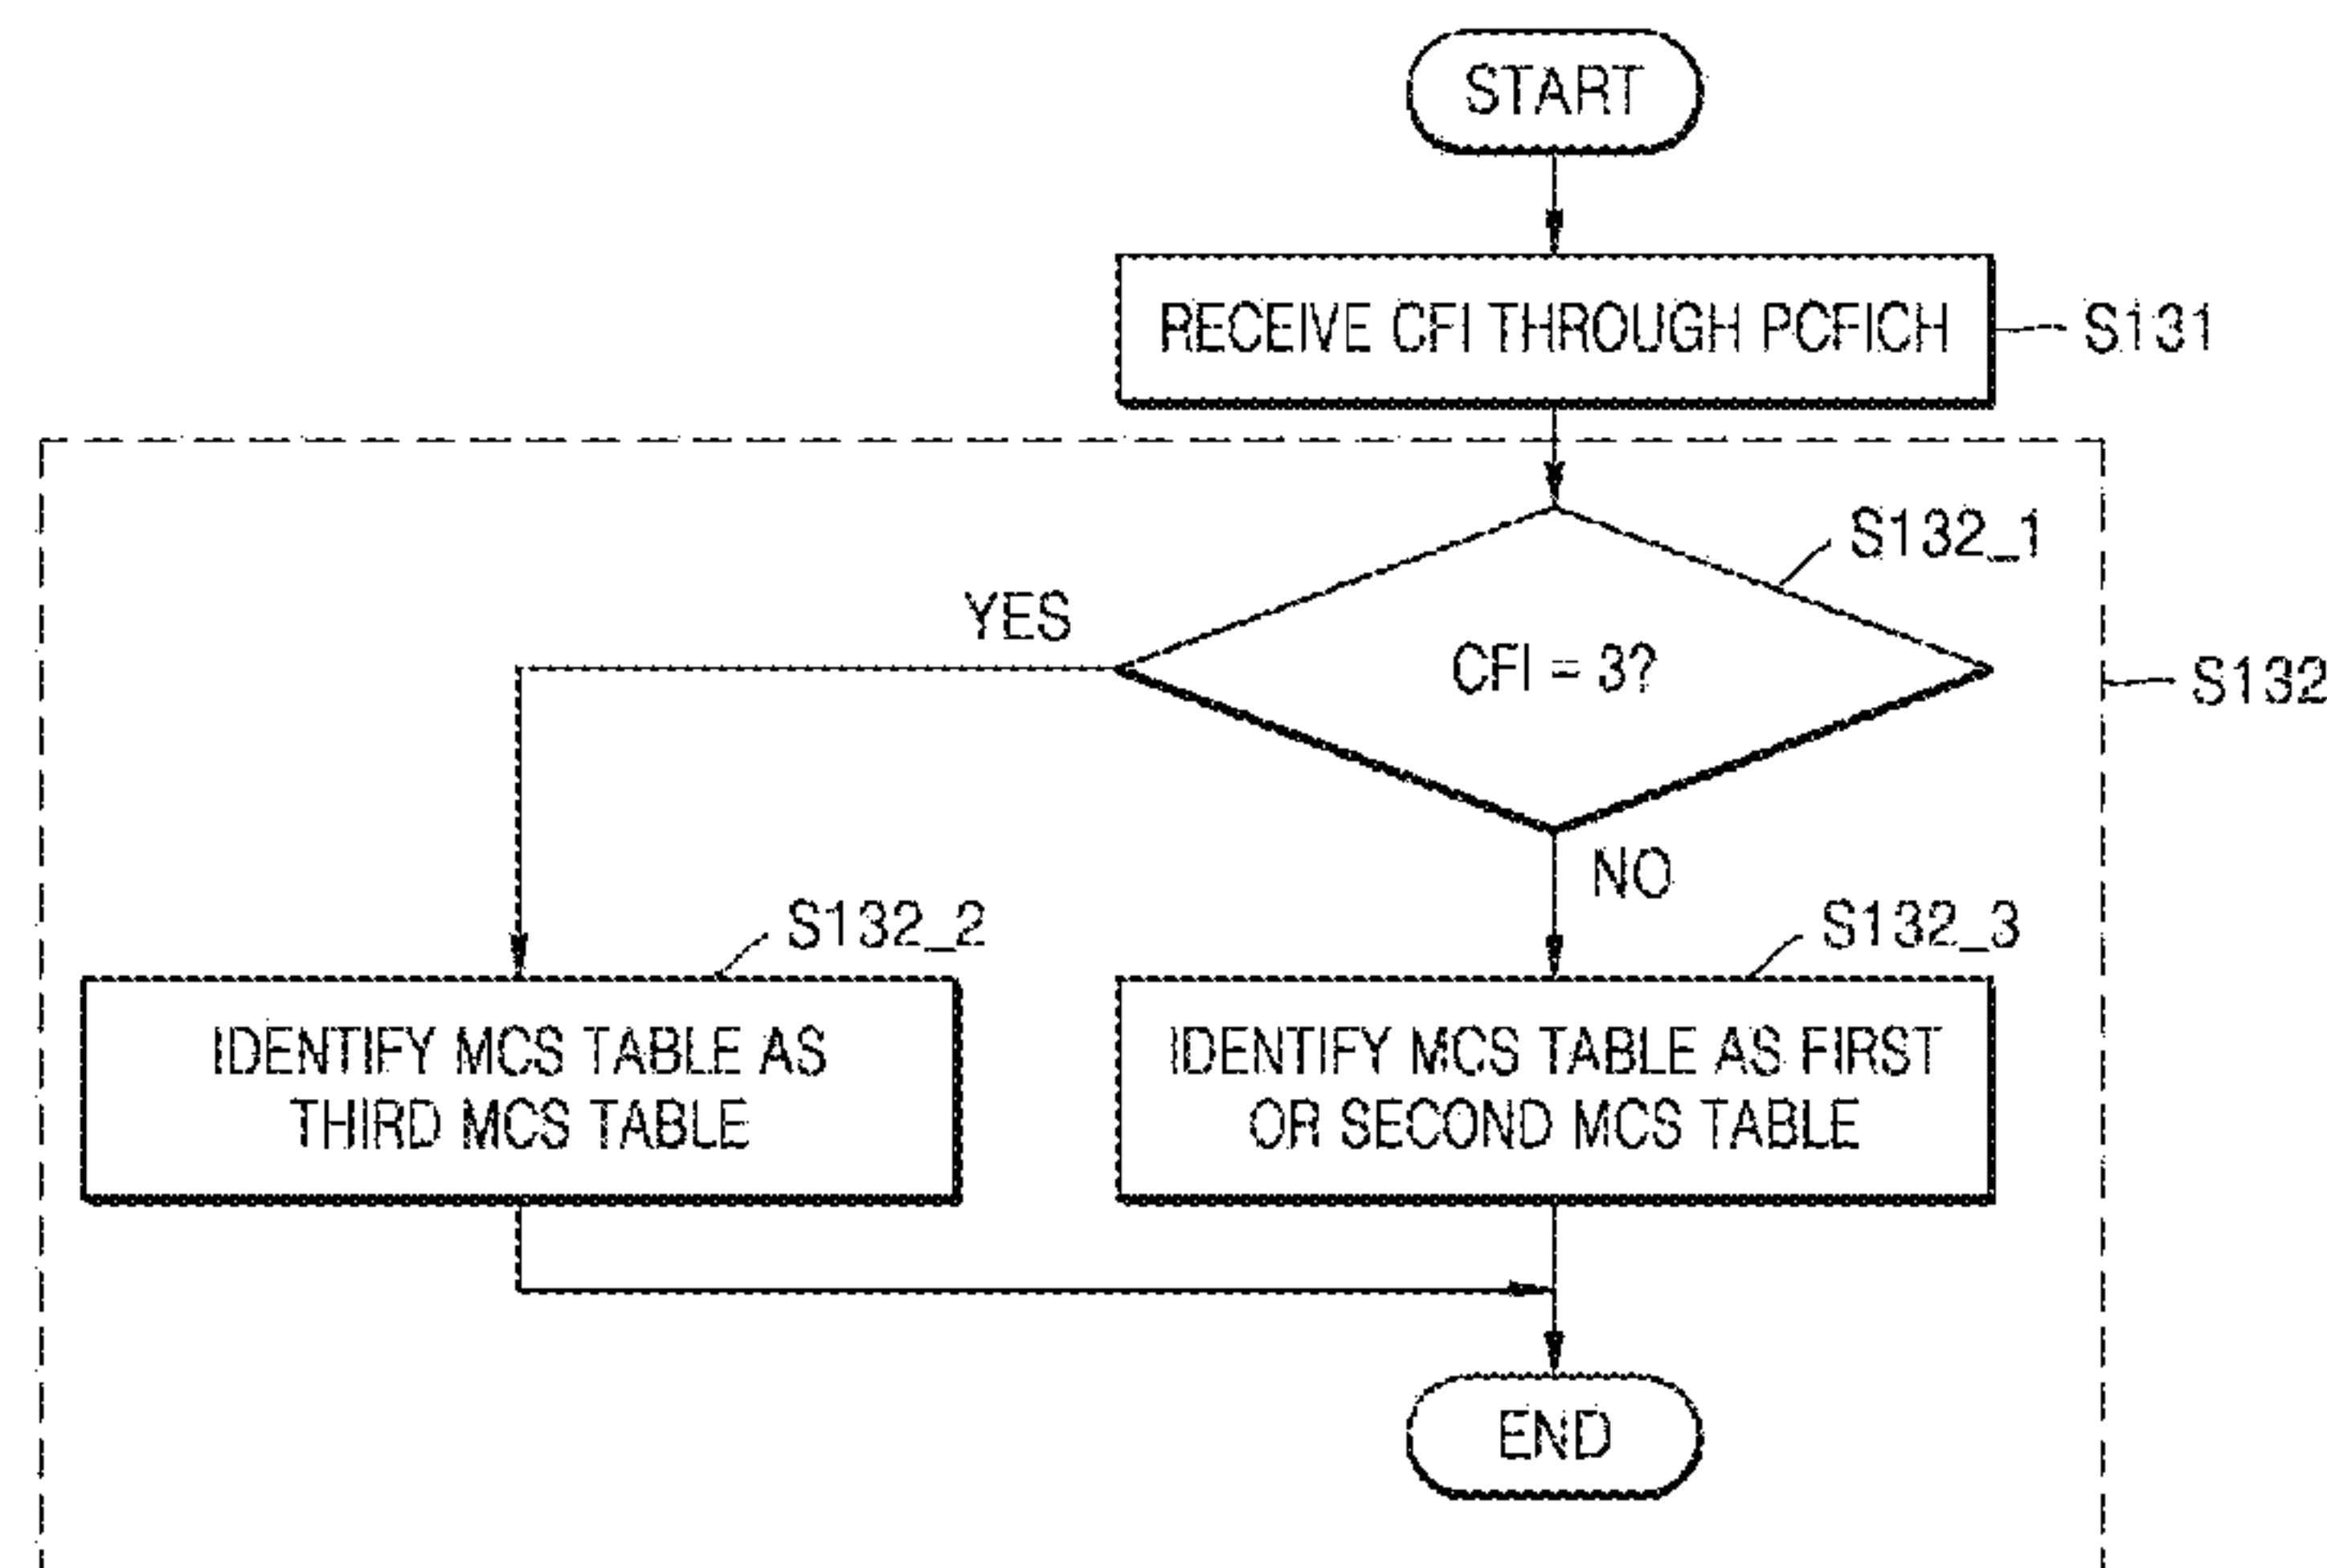 START
RECEIVE CFI THROUGH PCFICH
S131
S132_1
YES
CFI = 3?
S132
NO
S132_2
S132_3
IDENTIFY MCS TABLE AS
THIRD MCS TABLE
IDENTIFY MCS TABLE AS FIRST
OR SECOND MCS TABLE
END